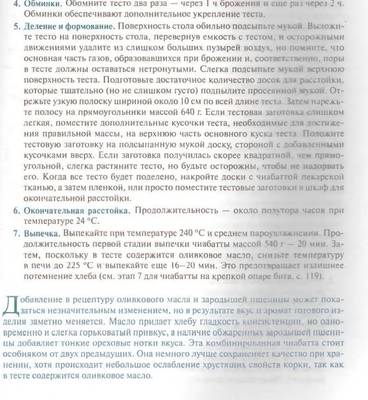 4. Обминки. Обомните тесто два раза — через 1 ч брожения и еще раз через 2 ч.
Обминки обеспечивают дополнительное укрепление теста.
5. Деление и формование. Поверхность стола обильно подсыпьте мукой. Выложи-
те тесто на поверхность стола, перевернув емкость с тестом, и осторожными
движениями удалите из слишком больших пузырей воздух, но помните, что
основная часть газов, образовавшихся при брожении и, соответственно, поры
в тесте должны оставаться нетронутыми. Слегка подсыпьте мукой верхнюю
поверхность теста. Подготовьте достаточное количество досок для расстойки,
которые тщательно (но не слишком густо) подпылите просеянной мукой. От-
режьте узкую полоску шириной около 10 см по всей длине теста. Затем нарежь-
те полосу на прямоугольники массой 640 г. Если тестовая заготовка слишком
легкая, поместите дополнительные кусочки теста, необходимые для достиже-
ния правильной массы, на верхнюю часть основного куска теста. Положите
тестовую заготовку на подсыпанную мукой доску, стороной с добавленными
кусочками вверх. Если заготовка получилась скорее квадратной, чем прямо-
угольной, слегка растяните тесто, но будьте осторожны, чтобы не надорвать
его. Когда все тесто будет поделено, накройте доски с чиабаттой пекарской
тканью, а затем пленкой, или просто поместите тестовые заготовки в шкаф для
окончательной расстойки.
6. Окончательная расстойка. Продолжительность — около полутора часов при
температуре 24 °С.
7. Выпечка. Выпекайте при температуре 240 °С и среднем пароувлажнении. Про-
должительность первой стадии выпечки чиабатты массой 540 г — 20 мин. За-
тем, поскольку в тесте содержится оливковое масло, снизьте температуру
в печи до 225 °С и выпекайте еще 16–20 мин. Это предотвращает излишнее
потемнение хлеба (см. этап 7 для чиабатты на крепкой опаре бига, с. 119).
Добавление в рецептуру оливкового масла и зародышей пшеницы может пока-
заться незначительным изменением, но в результате вкус и аромат готового из-
делия заметно меняется. Масло придает хлебу гладкость консистенции, но одно-
временно и слегка горьковатый привкус, а наличие обжаренных зародышей пшени-
цы добавляет тонкие ореховые нотки вкуса. Эта комбинированная чиабатта стоит
особняком от двух предыдущих. Она немного лучше сохраняет качество при хра-
нении, хотя происходит небольшое ослабление хрустящих свойств корки, так как
в тесте содержится оливковое масло.